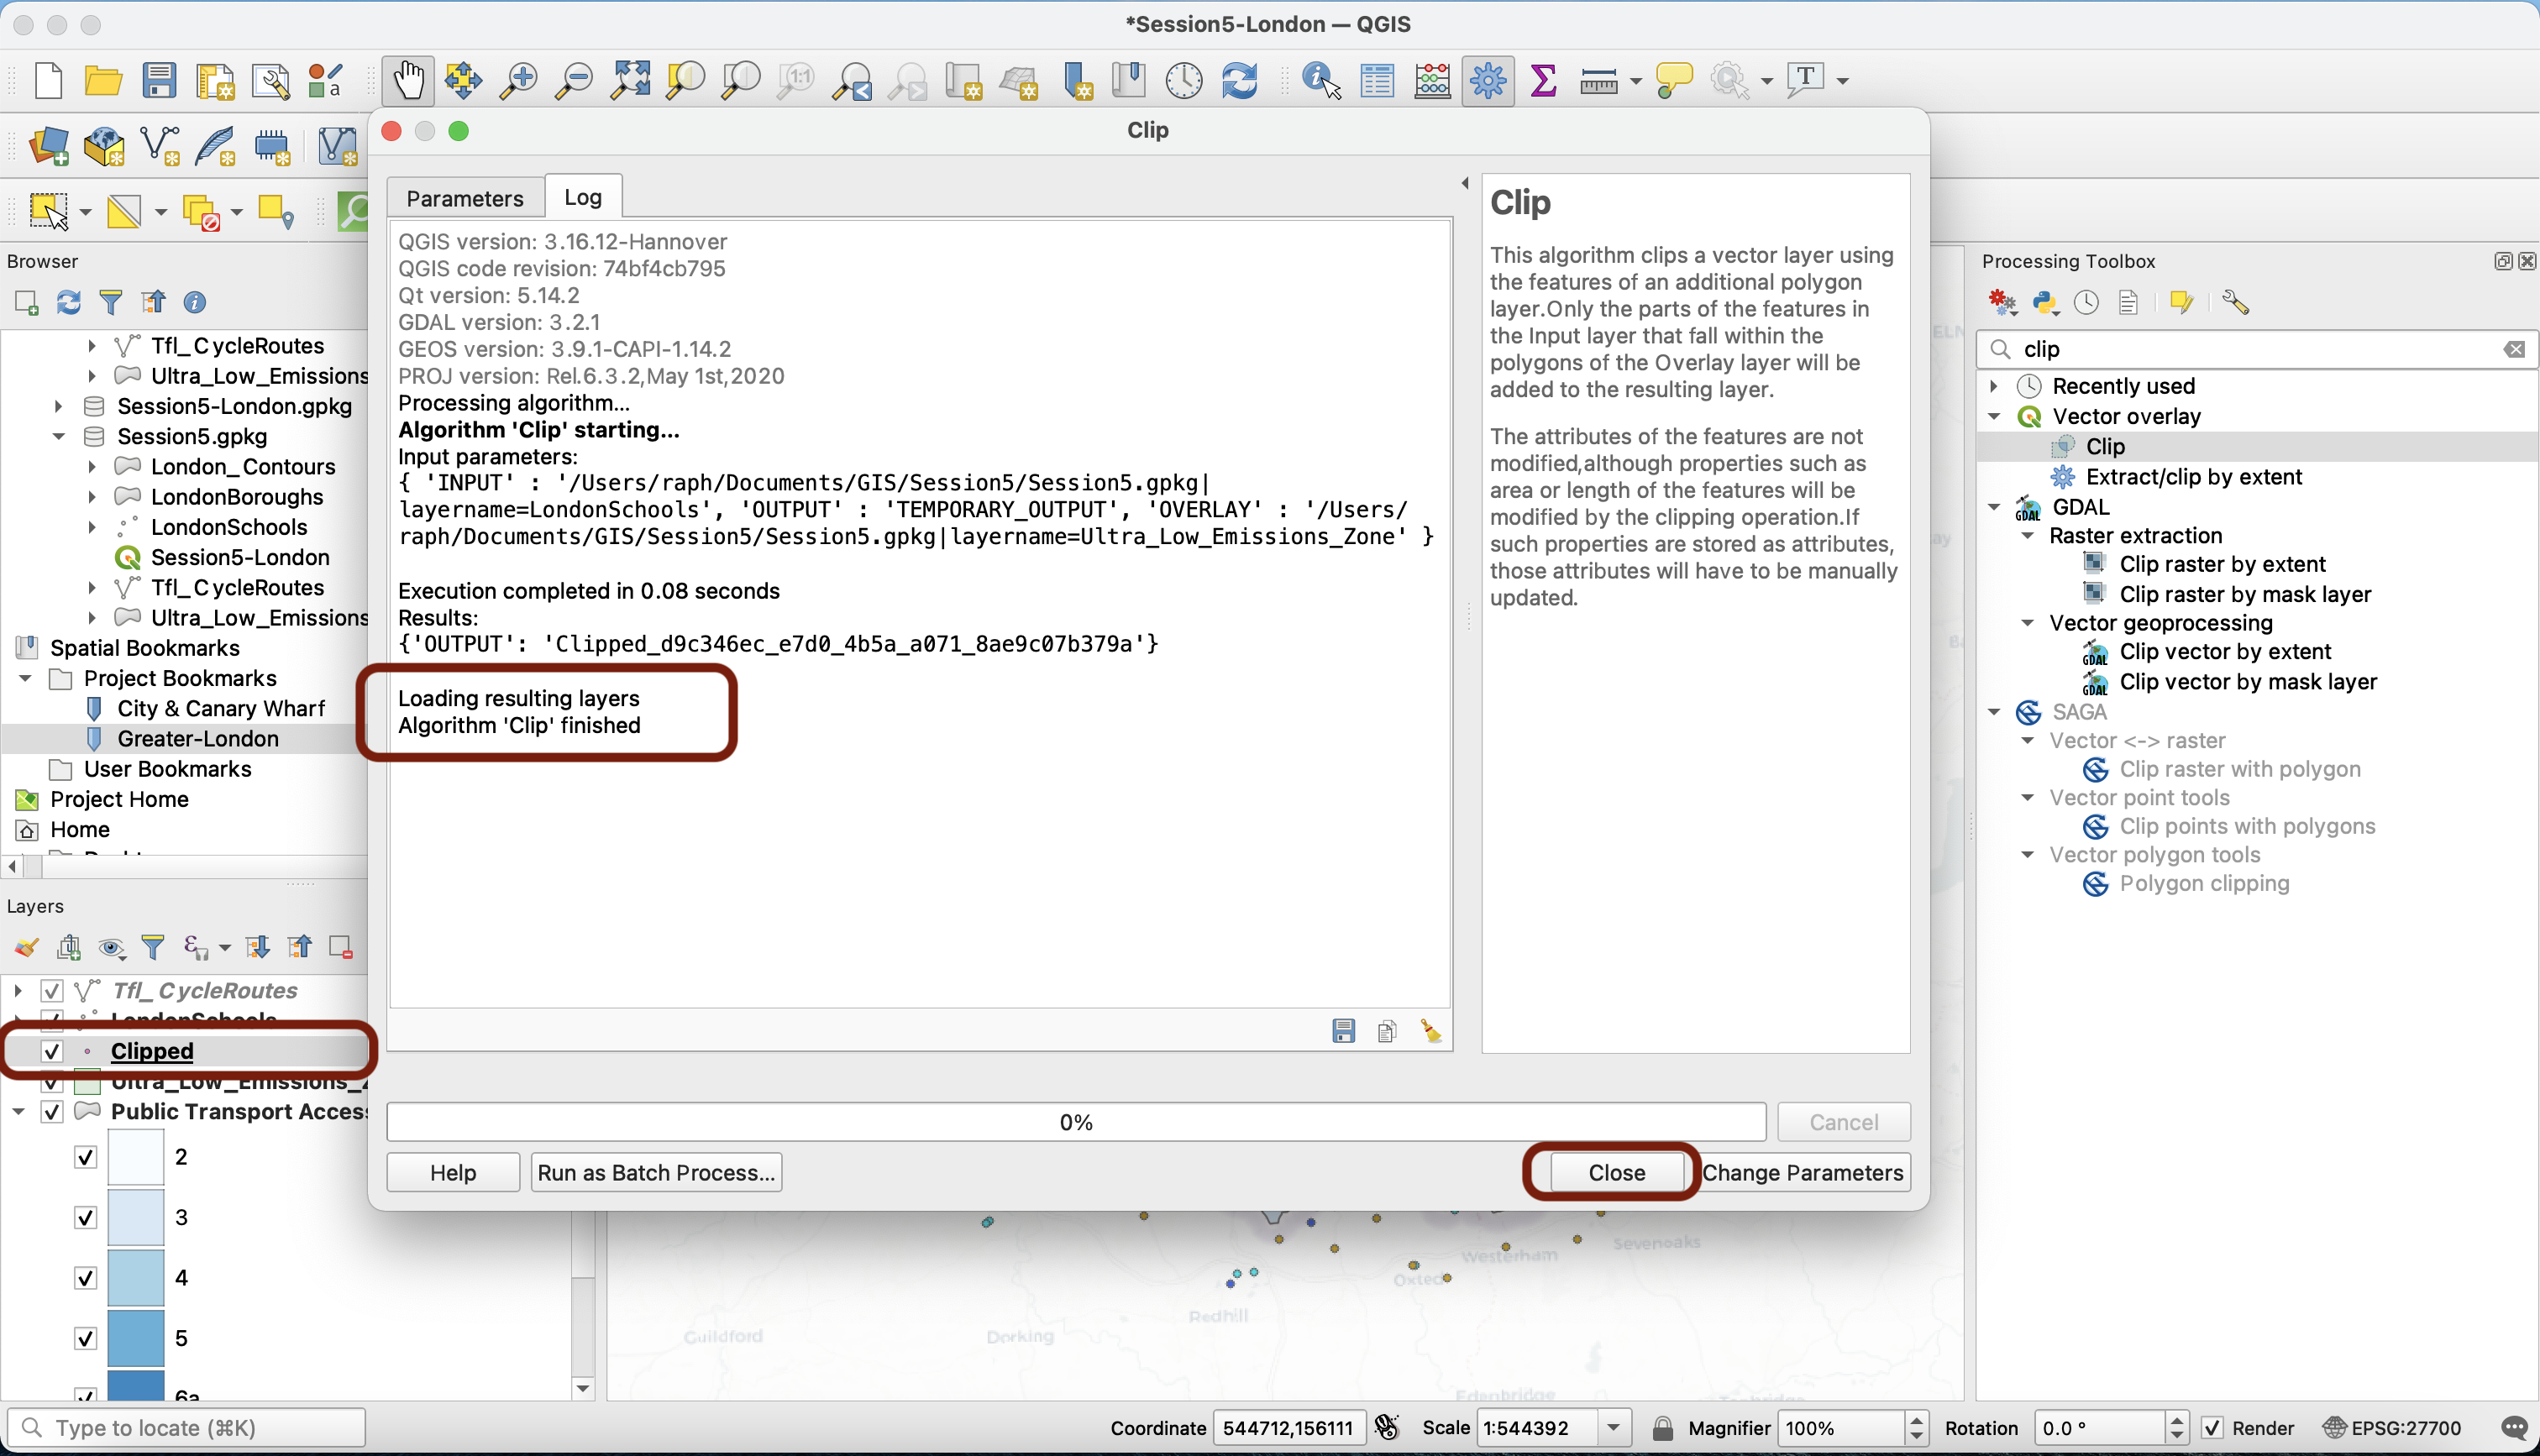 *Session5-London — QGIS
Clip
Parameters
Log
QGIS version: 3.16.12-Hannover
QGIS code revision: 74bf4cb795
Qt version: 5.14.2
GDAL version: 3.2.1
GEOS version: 3.9.1-CAPI-1.14.2
PROJ version: Rel.6.3.2,May 1st,2020
Processing algorithm...
Algorithm 'Clip' starting...
Input parameters:
{ 'INPUT' : '/Users/raph/Documents/GIS/Session5/Session5.gpkg|
layername=LondonSchools', 'OUTPUT' : 'TEMPORARY_OUTPUT', 'OVERLAY' : '/Users/
raph/Documents/GIS/Session5/Session5.gpkg|layername=Ultra_Low_Emissions_Zone' }
Execution completed in 0.08 seconds
Results:
{'OUTPUT': 'Clipped_d9c346ec_e7d0_4b5a_a071_8ae9c07b379a'}
Loading resulting layers
Algorithm 'Clip' finished
Clip
This algorithm clips a vector layer using
the features of an additional polygon
layer.Only the parts of the features in
the Input layer that fall within the
polygons of the Overlay layer will be
added to the resulting layer.
The attributes of the features are not
modified,although properties such as
area or length of the features will be
modified by the clipping operation.If
such properties are stored as attributes,
those attributes will have to be manually
updated.
0%
Cancel
Help
Run as Batch Process...
Close
Change Parameters
Browser
Tfl_CycleRoutes
Ultra_Low_Emissions
Session5-London.gpkg
Session5.gpkg
London_Contours
LondonBoroughs
LondonSchools
Session5-London
Tfl_CycleRoutes
Ultra_Low_Emissions
Spatial Bookmarks
Project Bookmarks
City & Canary Wharf
Greater-London
User Bookmarks
Project Home
Home
Layers
Tfl_CycleRoutes
LondonSchools
Clipped
Ultra_Low_Emissions_Z
Public Transport Access
2
3
4
5
6a
Processing Toolbox
clip
Recently used
Vector overlay
Clip
Extract/clip by extent
GDAL
Raster extraction
Clip raster by extent
Clip raster by mask layer
Vector geoprocessing
GDAL Clip vector by extent
GDAL Clip vector by mask layer
SAGA
Vector <-> raster
Clip raster with polygon
Vector point tools
Clip points with polygons
Vector polygon tools
Polygon clipping
Westerham
Sevenoaks
Oxted
Redhill
Guildford
Dorking
Edenbridge
Type to locate (⌘K)
Coordinate 544712,156111
Scale 1:544392
Magnifier 100%
Rotation 0.0 °
Render
EPSG:27700